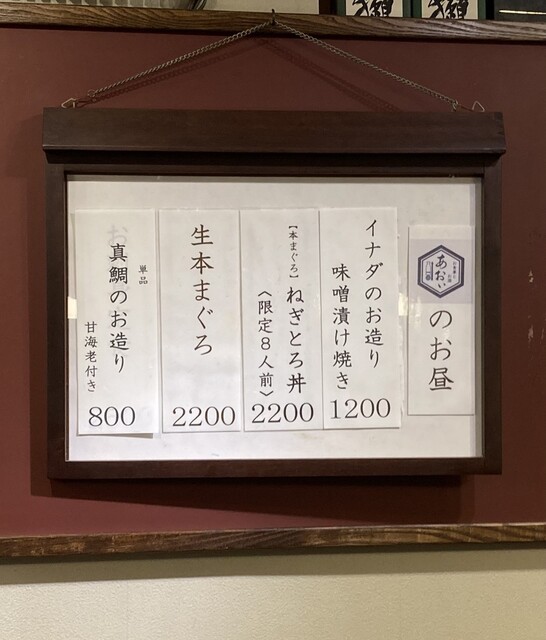 あおい
のお昼
イナダのお造り
味噌漬け焼き
1200
【本まぐろ】ねぎとろ丼
〈限定8人前〉
2200
生本まぐろ
2200
単品
真鯛のお造り
甘海老付き
800